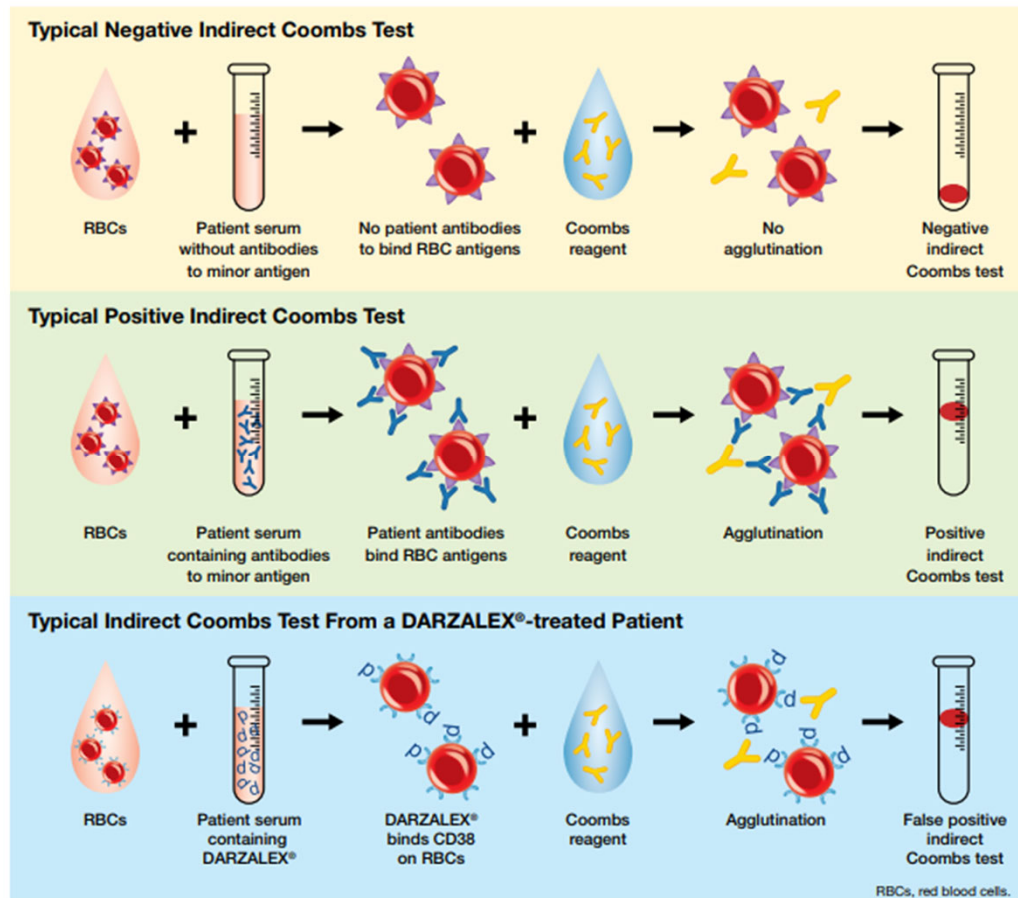 Typical Negative Indirect Coombs Test
RBCs
Patient serum
without antibodies
to minor antigen
No patient antibodies
to bind RBC antigens
Coombs
reagent
No
agglutination
Negative
indirect
Coombs test
Typical Positive Indirect Coombs Test
RBCs
Patient serum
containing antibodies
to minor antigen
Patient antibodies
bind RBC antigens
Coombs
reagent
Agglutination
Positive
indirect
Coombs test
Typical Indirect Coombs Test From a DARZALEX®-treated Patient
RBCs
Patient serum
containing
DARZALEX®
DARZALEX®
binds CD38
on RBCs
Coombs
reagent
Agglutination
False positive
indirect
Coombs test
RBCs, red blood cells.